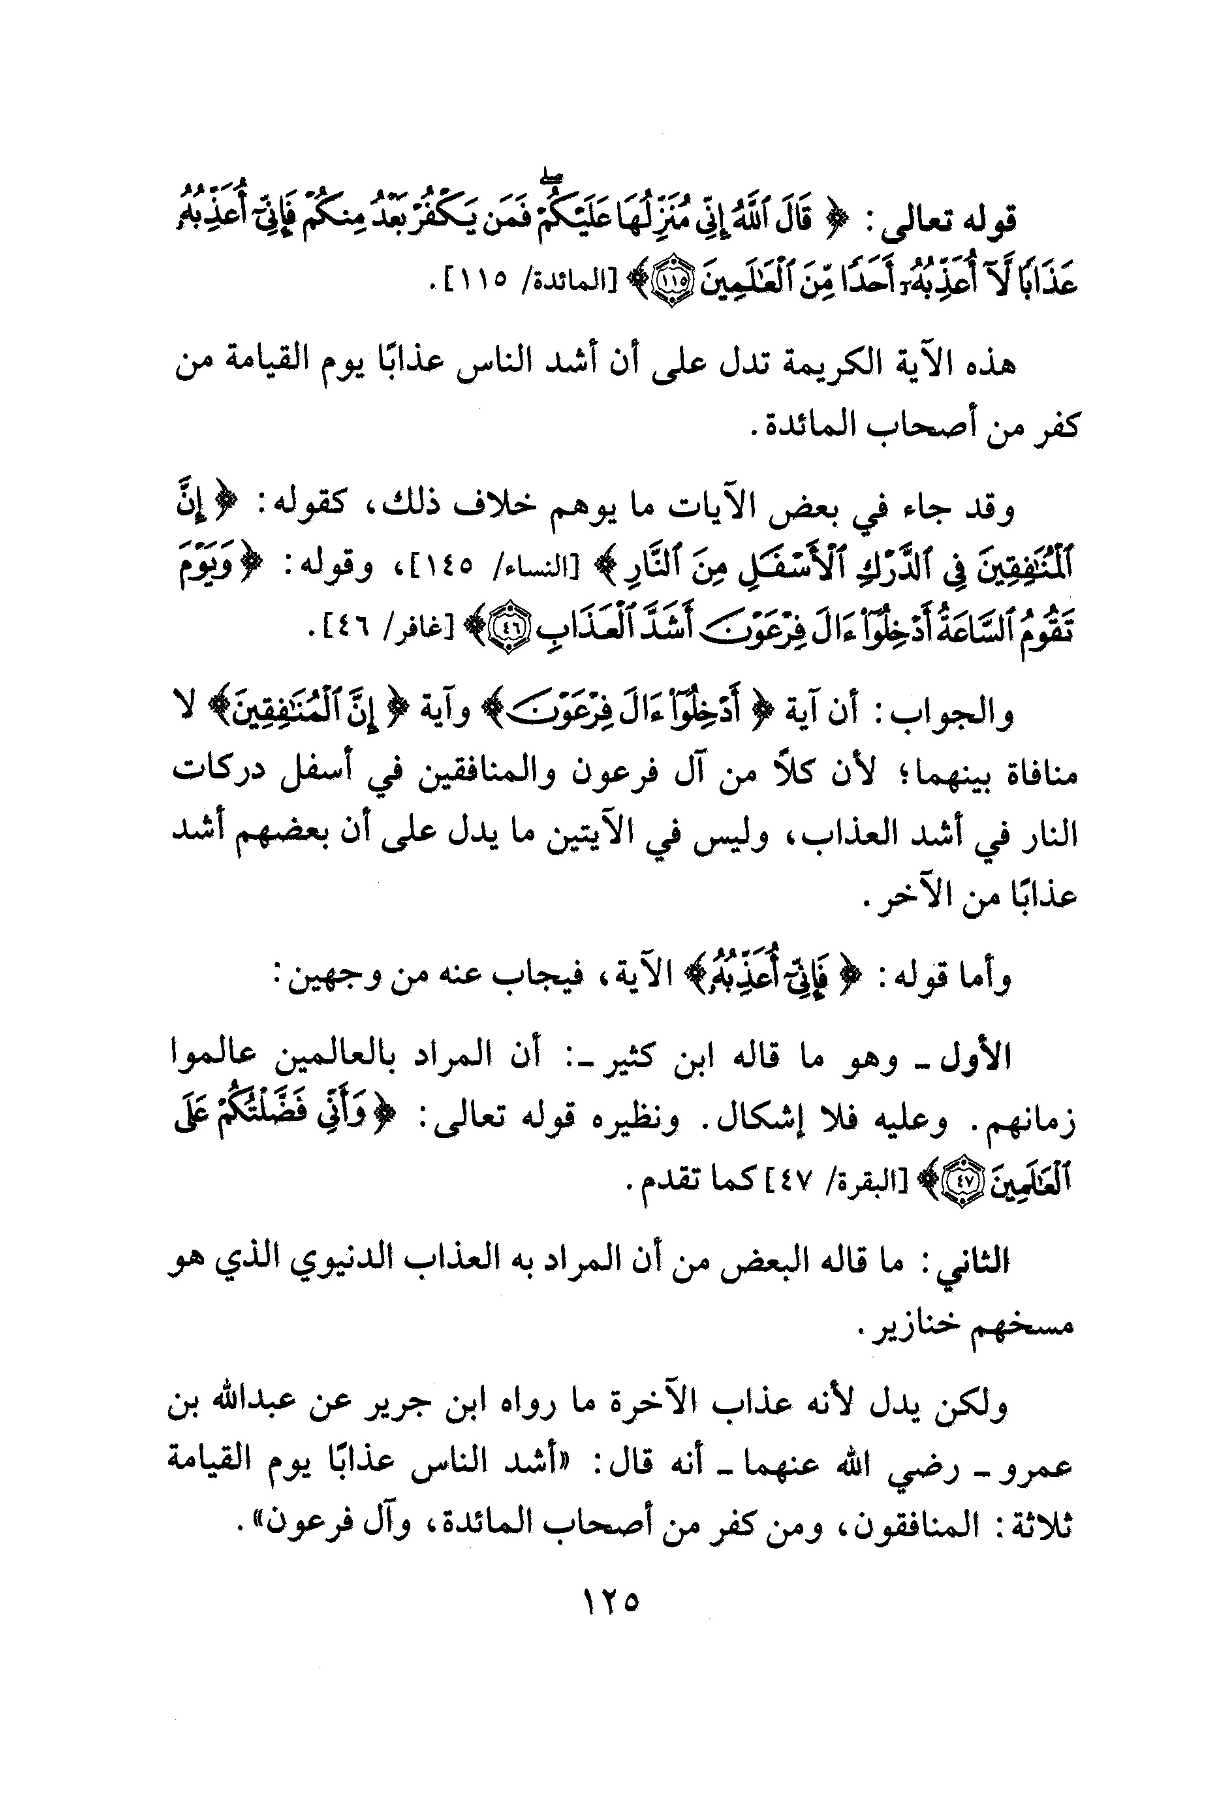 قوله تعالى: ﴿ قَالَ ٱللَّهُ إِنِّي مُنَزِّلُهَا عَلَيْكُمْۖ فَمَن يَكْفُرْ بَعْدُ مِنكُمْ فَإِنِّيٓ أُعَذِّبُهُۥ
عَذَابًا لَّآ أُعَذِّبُهُۥٓ أَحَدًا مِّنَ ٱلْعَٰلَمِينَ ١١٥ ﴾ [المائدة/ ١١٥].
هذه الآية الكريمة تدل على أن أشد الناس عذابًا يوم القيامة من
كفر من أصحاب المائدة.
وقد جاء في بعض الآيات ما يوهم خلاف ذلك، كقوله: ﴿ إِنَّ
ٱلْمُنَٰفِقِينَ فِي ٱلدَّرْكِ ٱلْأَسْفَلِ مِنَ ٱلنَّارِ ﴾ [النساء/ ١٤٥]، وقوله: ﴿ وَيَوْمَ
تَقُومُ ٱلسَّاعَةُ أَدْخِلُوٓا۟ ءَالَ فِرْعَوْنَ أَشَدَّ ٱلْعَذَابِ ٤٦ ﴾ [غافر/ ٤٦].
والجواب: أن آية ﴿ أَدْخِلُوٓا۟ ءَالَ فِرْعَوْنَ ﴾ وآية ﴿ إِنَّ ٱلْمُنَٰفِقِينَ ﴾ لا
منافاة بينهما؛ لأن كلاً من آل فرعون والمنافقين في أسفل دركات
النار في أشد العذاب، وليس في الآيتين ما يدل على أن بعضهم أشد
عذابًا من الآخر.
وأما قوله: ﴿ فَإِنِّيٓ أُعَذِّبُهُۥ ﴾ الآية، فيجاب عنه من وجهين:
الأول ـ وهو ما قاله ابن كثير ـ: أن المراد بالعالمين عالموا
زمانهم. وعليه فلا إشكال. ونظيره قوله تعالى: ﴿ وَأَنِّي فَضَّلْتُكُمْ عَلَى
ٱلْعَٰلَمِينَ ٤٧ ﴾ [البقرة/ ٤٧] كما تقدم.
الثاني: ما قاله البعض من أن المراد به العذاب الدنيوي الذي هو
مسخهم خنازير.
ولكن يدل لأنه عذاب الآخرة ما رواه ابن جرير عن عبدالله بن
عمرو ـ رضي الله عنهما ـ أنه قال: «أشد الناس عذابًا يوم القيامة
ثلاثة: المنافقون، ومن كفر من أصحاب المائدة، وآل فرعون».
١٢٥